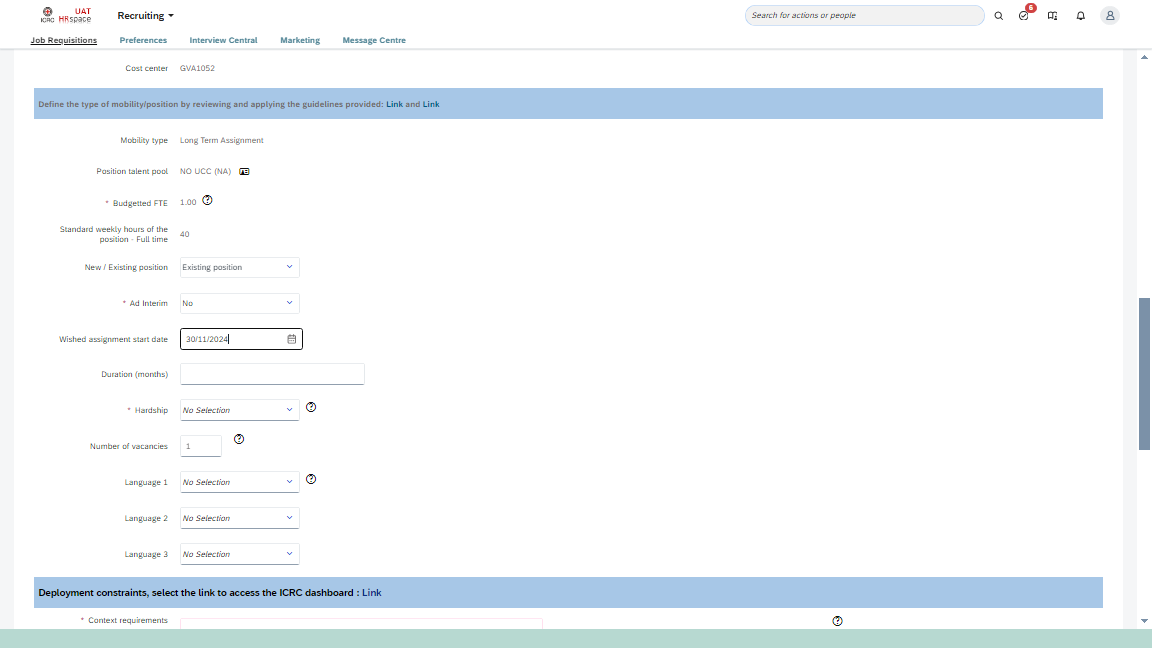 ICRC
UAT
HRspace
Recruiting
Search for actions or people
6
Job Requisitions
Preferences
Interview Central
Marketing
Message Centre
Cost center GVA1052
Define the type of mobility/position by reviewing and applying the guidelines provided: Link and Link
Mobility type Long Term Assignment
Position talent pool NO UCC (NA)
* Budgetted FTE 1.00 ?
Standard weekly hours of the
position - Full time 40
New / Existing position Existing position
* Ad Interim No
Wished assignment start date 30/11/2024
Duration (months)
* Hardship No Selection ?
Number of vacancies 1 ?
Language 1 No Selection ?
Language 2 No Selection
Language 3 No Selection
Deployment constraints, select the link to access the ICRC dashboard : Link
* Context requirements ?